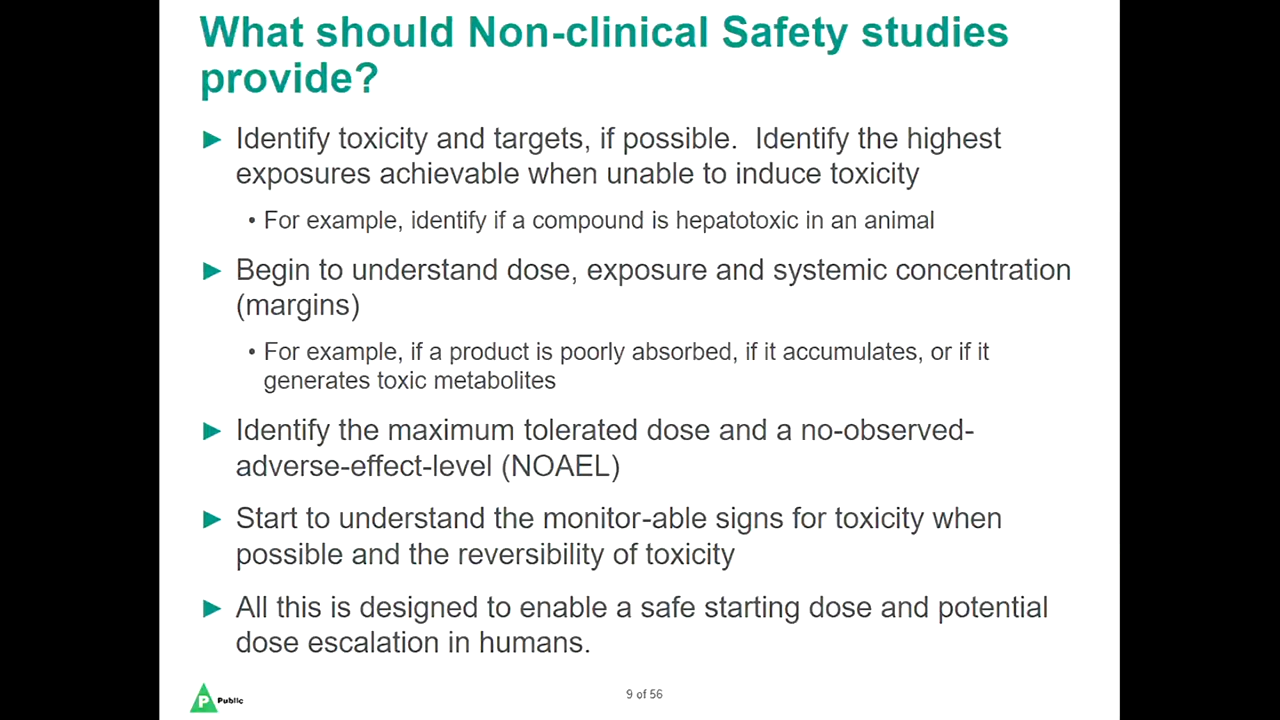 What should Non-clinical Safety studies
provide?
► Identify toxicity and targets, if possible.  Identify the highest
exposures achievable when unable to induce toxicity
• For example, identify if a compound is hepatotoxic in an animal
► Begin to understand dose, exposure and systemic concentration
(margins)
• For example, if a product is poorly absorbed, if it accumulates, or if it
generates toxic metabolites
► Identify the maximum tolerated dose and a no-observed-
adverse-effect-level (NOAEL)
► Start to understand the monitor-able signs for toxicity when
possible and the reversibility of toxicity
► All this is designed to enable a safe starting dose and potential
dose escalation in humans.
P Public
9 of 56